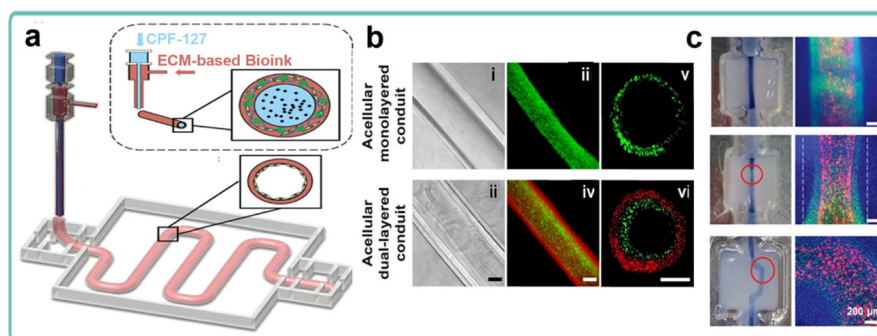 a
CPF-127
ECM-based Bioink
b
Acellular
monolayered
conduit
i
ii
v
Acellular
dual-layered
conduit
ii
iv
vi
c
200 μm